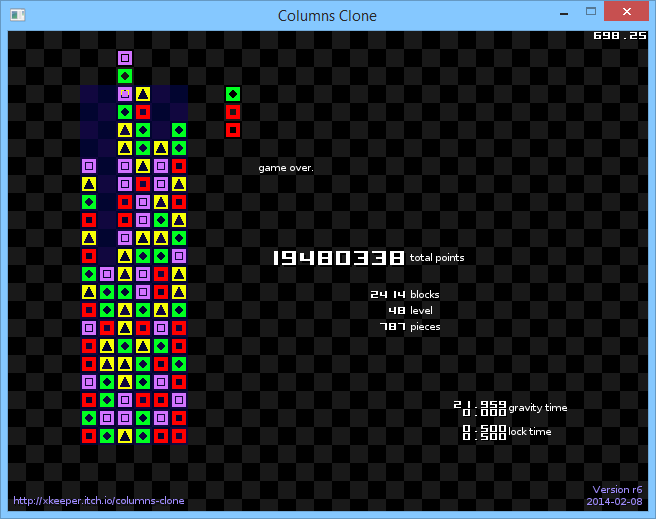 Columns Clone
698.25
game over.
19480338 total points
2414 blocks
48 level
787 pieces
21.959 gravity time
0.000
0.500 lock time
0.500
Version r6
http://xkeeper.itch.io/columns-clone 2014-02-08